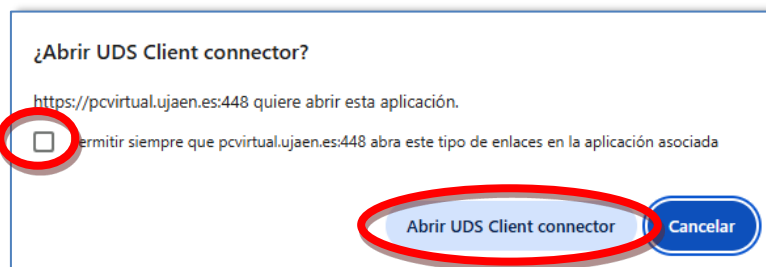 ¿Abrir UDS Client connector?
https://pcvirtual.ujaen.es:448 quiere abrir esta aplicación.
ermitir siempre que pcvirtual.ujaen.es:448 abra este tipo de enlaces en la aplicación asociada
Abrir UDS Client connector
Cancelar